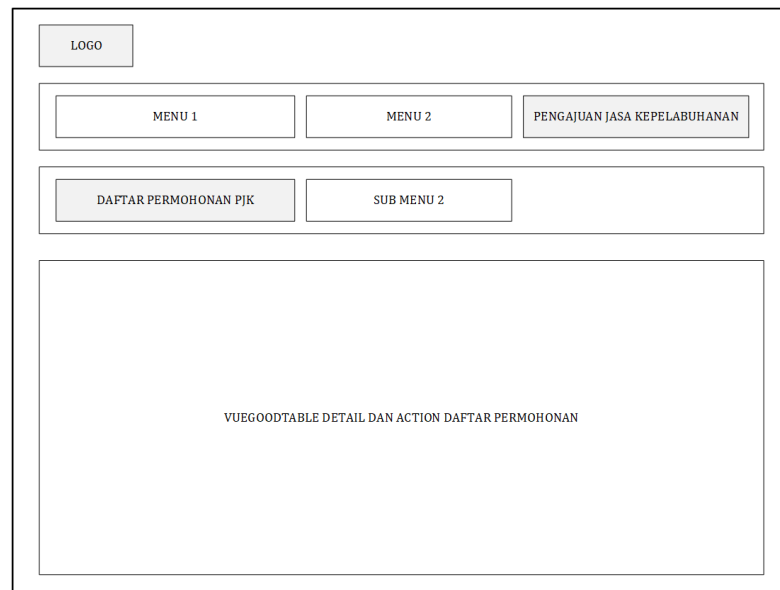 LOGO
MENU 1
MENU 2
PENGAJUAN JASA KEPELABUHANAN
DAFTAR PERMOHONAN PJK
SUB MENU 2
VUEGOODTABLE DETAIL DAN ACTION DAFTAR PERMOHONAN